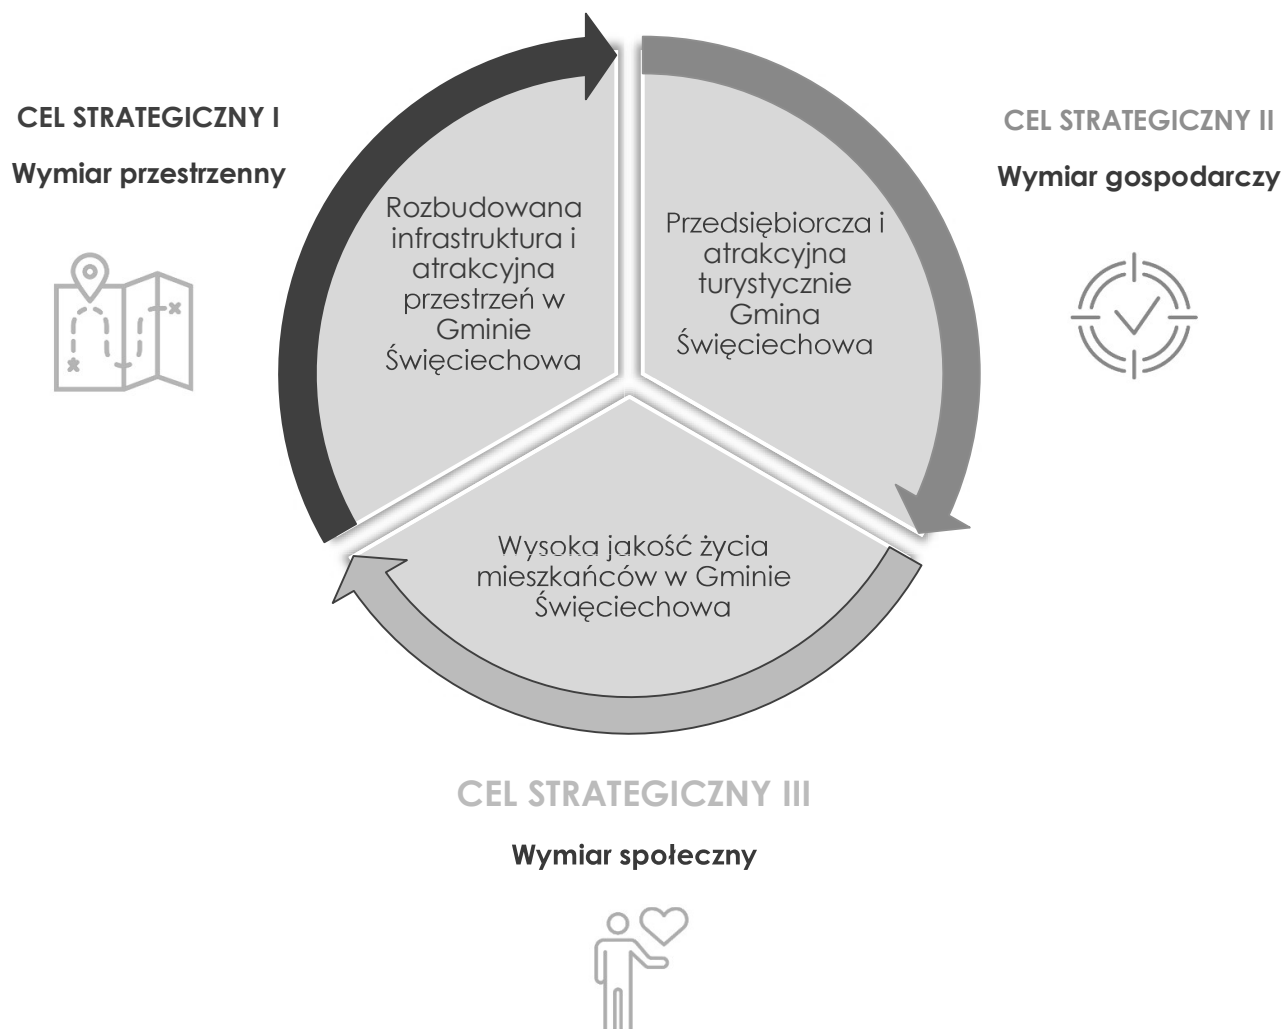 CEL STRATEGICZNY I
Wymiar przestrzenny
Rozbudowana
infrastruktura i
atrakcyjna
przestrzeń w
Gminie
Święciechowa
CEL STRATEGICZNY II
Wymiar gospodarczy
Przedsiębiorcza i
atrakcyjna
turystycznie
Gmina
Święciechowa
Wysoka jakość życia
mieszkańców w Gminie
Święciechowa
CEL STRATEGICZNY III
Wymiar społeczny